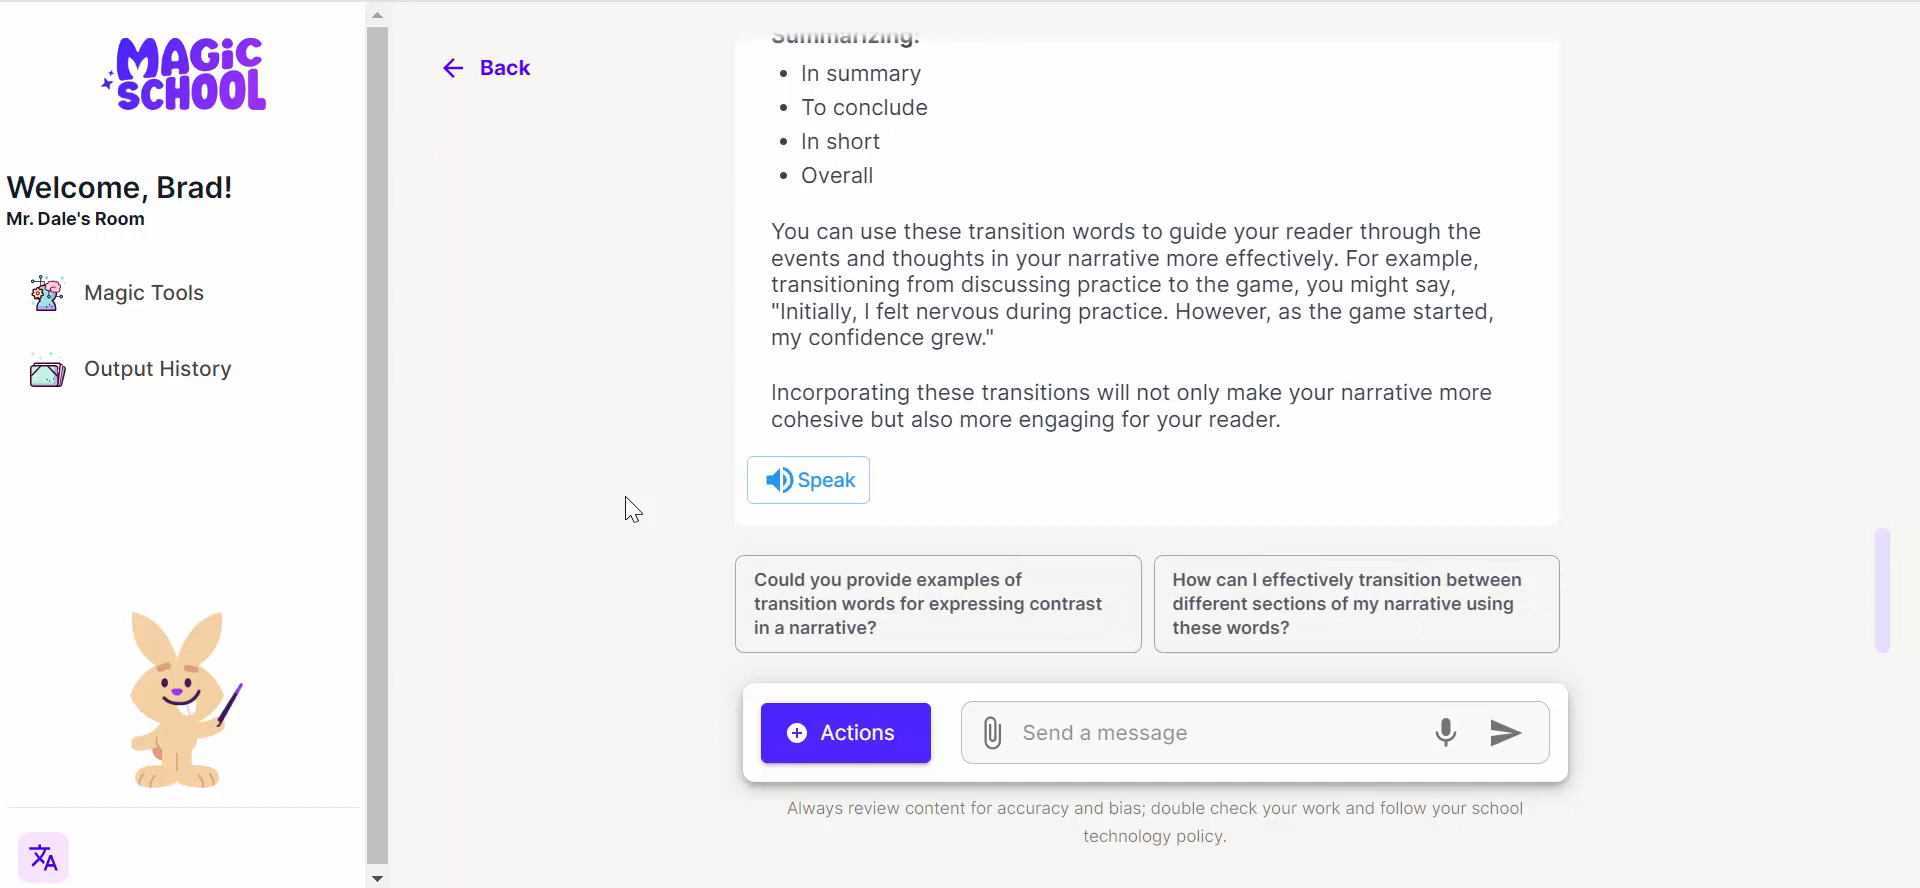 MAGiC
SCHOOL
Welcome, Brad!
Mr. Dale's Room
Magic Tools
Output History
Back
Summarizing:
• In summary
• To conclude
• In short
• Overall
You can use these transition words to guide your reader through the
events and thoughts in your narrative more effectively. For example,
transitioning from discussing practice to the game, you might say,
"Initially, I felt nervous during practice. However, as the game started,
my confidence grew."
Incorporating these transitions will not only make your narrative more
cohesive but also more engaging for your reader.
Speak
Could you provide examples of
transition words for expressing contrast
in a narrative?
How can I effectively transition between
different sections of my narrative using
these words?
Actions
Send a message
Always review content for accuracy and bias; double check your work and follow your school
technology policy.